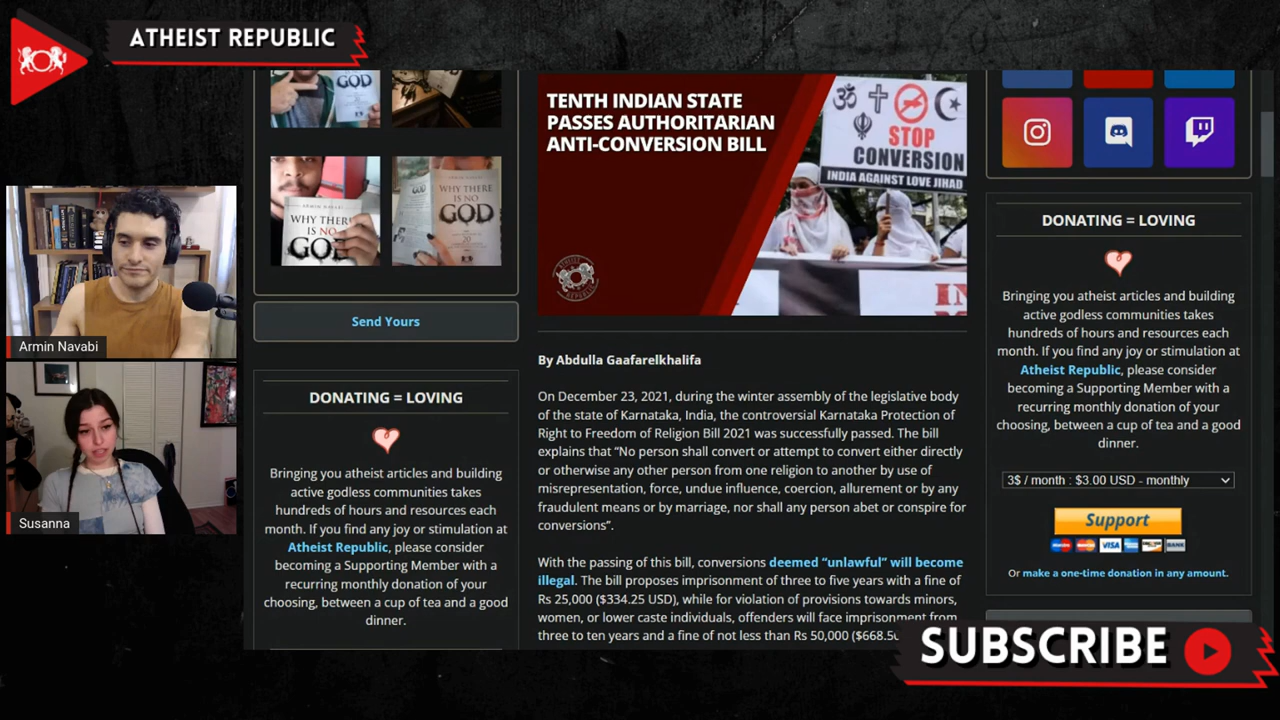 ATHEIST REPUBLIC
GOD
GOD
WHY THERE
IS NO
GOD
WHY THERE
IS NO
GOD
20
Send Yours
DONATING = LOVING
Bringing you atheist articles and building
active godless communities takes
hundreds of hours and resources each
month. If you find any joy or stimulation at
Atheist Republic, please consider
becoming a Supporting Member with a
recurring monthly donation of your
choosing, between a cup of tea and a good
dinner.
TENTH INDIAN STATE
PASSES AUTHORITARIAN
ANTI-CONVERSION BILL
STOP
CONVERSION
INDIA AGAINST LOVE JIHAD
IN
ATHEIST
REPUBLIC
By Abdulla Gaafarelkhalifa
On December 23, 2021, during the winter assembly of the legislative body
of the state of Karnataka, India, the controversial Karnataka Protection of
Right to Freedom of Religion Bill 2021 was successfully passed. The bill
explains that “No person shall convert or attempt to convert either directly
or otherwise any other person from one religion to another by use of
misrepresentation, force, undue influence, coercion, allurement or by any
fraudulent means or by marriage, nor shall any person abet or conspire for
conversions”.
With the passing of this bill, conversions deemed “unlawful” will become
illegal. The bill proposes imprisonment of three to five years with a fine of
Rs 25,000 ($334.25 USD), while for violation of provisions towards minors,
women, or lower caste individuals, offenders will face imprisonment from
three to ten years and a fine of not less than Rs 50,000 ($668.50
DONATING = LOVING
Bringing you atheist articles and building
active godless communities takes
hundreds of hours and resources each
month. If you find any joy or stimulation at
Atheist Republic, please consider
becoming a Supporting Member with a
recurring monthly donation of your
choosing, between a cup of tea and a good
dinner.
3$ / month : $3.00 USD - monthly
Support
VISA
BANK
Or make a one-time donation in any amount.
Armin Navabi
Susanna
SUBSCRIBE